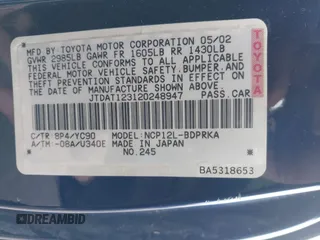 MFD. BY TOYOTA MOTOR CORPORATION 05/02
GVWR 2985LB GAWR FR 1605LB RR 1430LB
THIS VEHICLE CONFORMS TO ALL APPLICABLE
FEDERAL MOTOR VEHICLE SAFETY, BUMPER, AND
THEFT PREVENTION STANDARDS IN EFFECT ON
THE DATE OF MANUFACTURE SHOWN ABOVE.
JTDAT123120248947 PASS.CAR
TOYOTA
C/TR 8P4/YC90 MODEL NCP12L-BDPRKA
A/TM -08A/U340E MADE IN JAPAN
NO.245
BA5318653
© SOLD AMERIBID